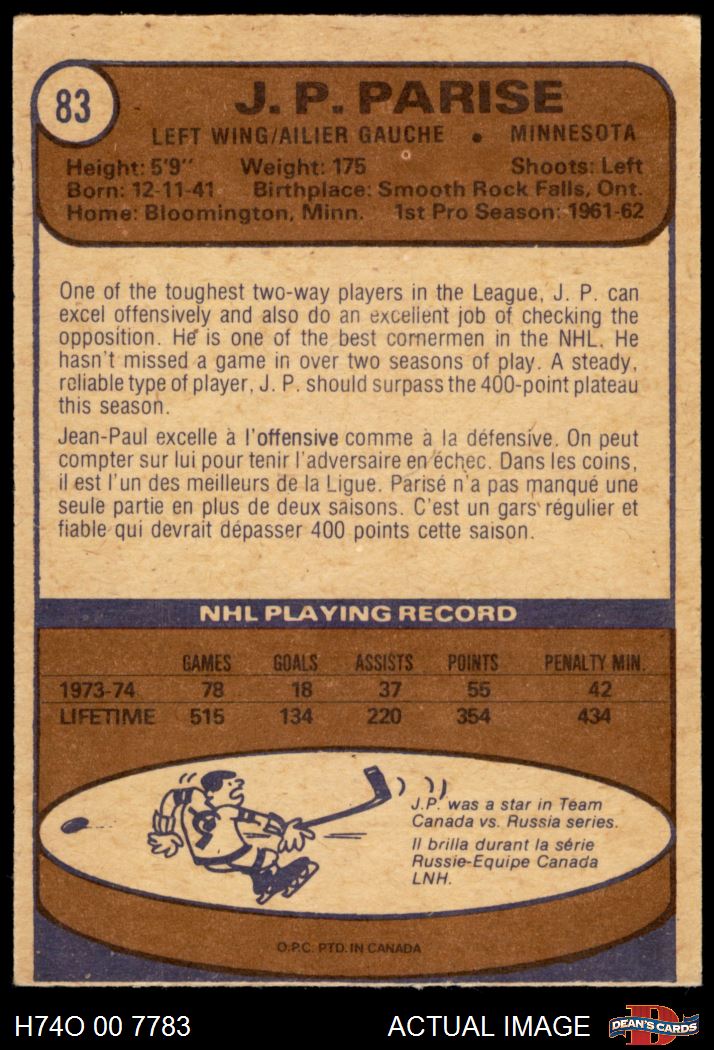 83
J. P. PARISE
LEFT WING/AILIER GAUCHE • MINNESOTA
Height: 5'9'' Weight: 175 Shoots: Left
Born: 12-11-41 Birthplace: Smooth Rock Falls, Ont.
Home: Bloomington, Minn. 1st Pro Season: 1961-62
One of the toughest two-way players in the League, J. P. can
excel offensively and also do an excellent job of checking the
opposition. He is one of the best cornermen in the NHL. He
hasn't missed a game in over two seasons of play. A steady,
reliable type of player, J. P. should surpass the 400-point plateau
this season.
Jean-Paul excelle à l'offensive comme à la défensive. On peut
compter sur lui pour tenir l'adversaire en échec. Dans les coins,
il est l'un des meilleurs de la Ligue. Parisé n'a pas manqué une
seule partie en plus de deux saisons. C'est un gars régulier et
fiable qui devrait dépasser 400 points cette saison.
NHL PLAYING RECORD
GAMES GOALS ASSISTS POINTS PENALTY MIN.
1973-74 78 18 37 55 42
LIFETIME 515 134 220 354 434
J.P. was a star in Team
Canada vs. Russia series.
Il brilla durant la série
Russie-Equipe Canada
LNH.
O.P.C. PTD. IN CANADA
H74O 00 7783 ACTUAL IMAGE
D
DEAN'S CARDS